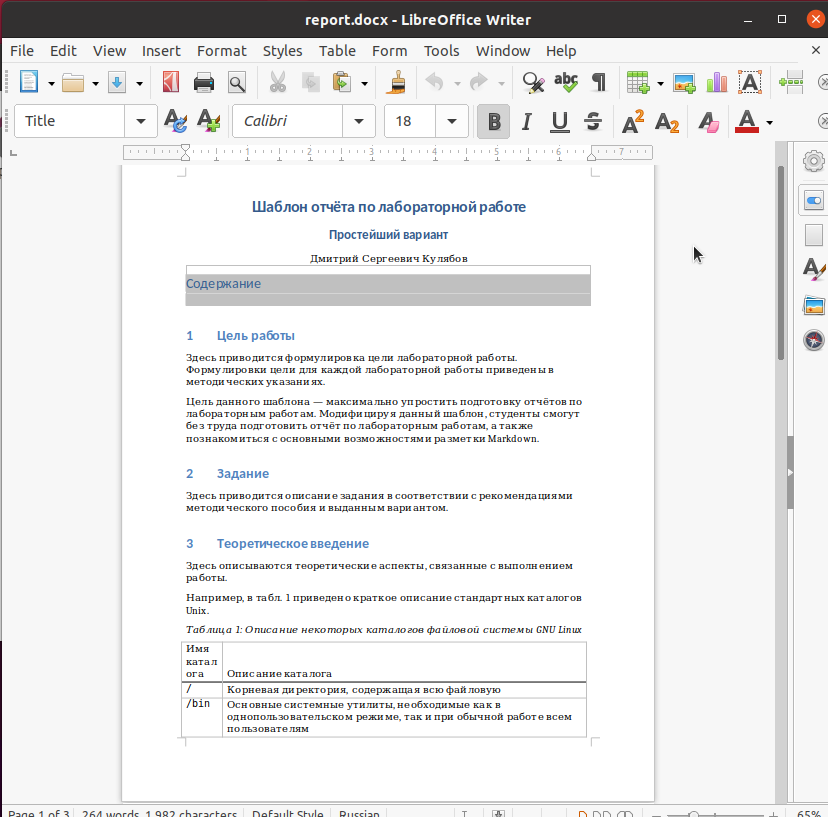 report.docx - LibreOffice Writer
File Edit View Insert Format Styles Table Form Tools Window Help
Title Calibri 18
1 2 3 4 5 6 7
Шаблон отчёта по лабораторной работе
Простейший вариант
Дмитрий Сергеевич Кулябов
Содержание
1 Цель работы
Здесь приводится формулировка цели лабораторной работы.
Формулировки цели для каждой лабораторной работы приведены в
методических указаниях.
Цель данного шаблона — максимально упростить подготовку отчётов по
лабораторным работам. Модифицируя данный шаблон, студенты смогут
без труда подготовить отчёт по лабораторным работам, а также
познакомиться с основными возможностями разметки Markdown.
2 Задание
Здесь приводится описание задания в соответствии с рекомендациями
методического пособия и выданным вариантом.
3 Теоретическое введение
Здесь описываются теоретические аспекты, связанные с выполнением
работы.
Например, в табл. 1 приведено краткое описание стандартных каталогов
Unix.
Таблица 1: Описание некоторых каталогов файловой системы GNU Linux
Имя
катал
ога Описание каталога
/ Корневая директория, содержащая всю файловую
/bin Основные системные утилиты, необходимые как в
однопользовательском режиме, так и при обычной работе всем
пользователям
Page 1 of 3 264 words, 1,982 characters Default Style Russian 65%